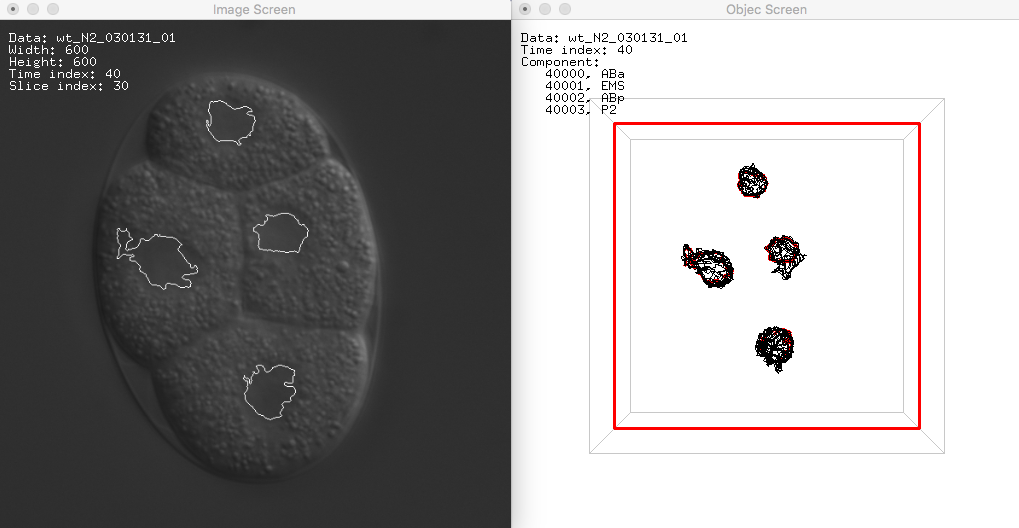 Image Screen
Data: wt_N2_030131_01
Width: 600
Height: 600
Time index: 40
Slice index: 30
Objec Screen
Data: wt_N2_030131_01
Time index: 40
Component:
40000, ABa
40001, EMS
40002, ABp
40003, P2